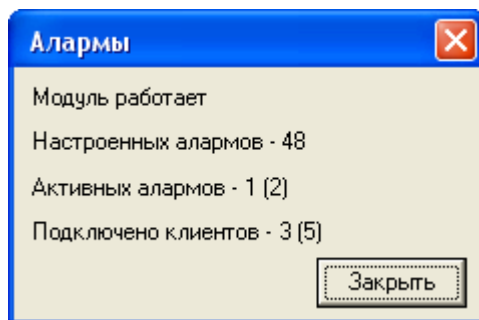 Алармы
Модуль работает
Настроенных алармов - 48
Активных алармов - 1 (2)
Подключено клиентов - 3 (5)
Закрыть